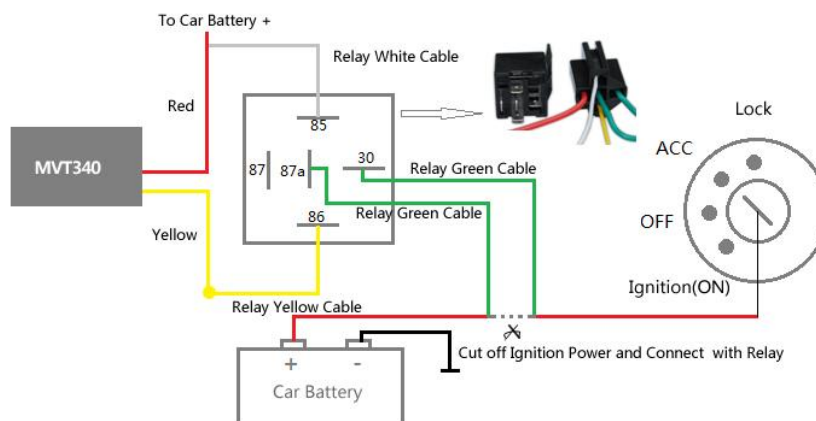 To Car Battery +
Relay White Cable
Red
Lock
85
ACC
MVT340
87
87a
30
Relay Green Cable
Relay Green Cable
OFF
86
Yellow
Ignition(ON)
Relay Yellow Cable
Cut off Ignition Power and Connect with Relay
+ -
Car Battery